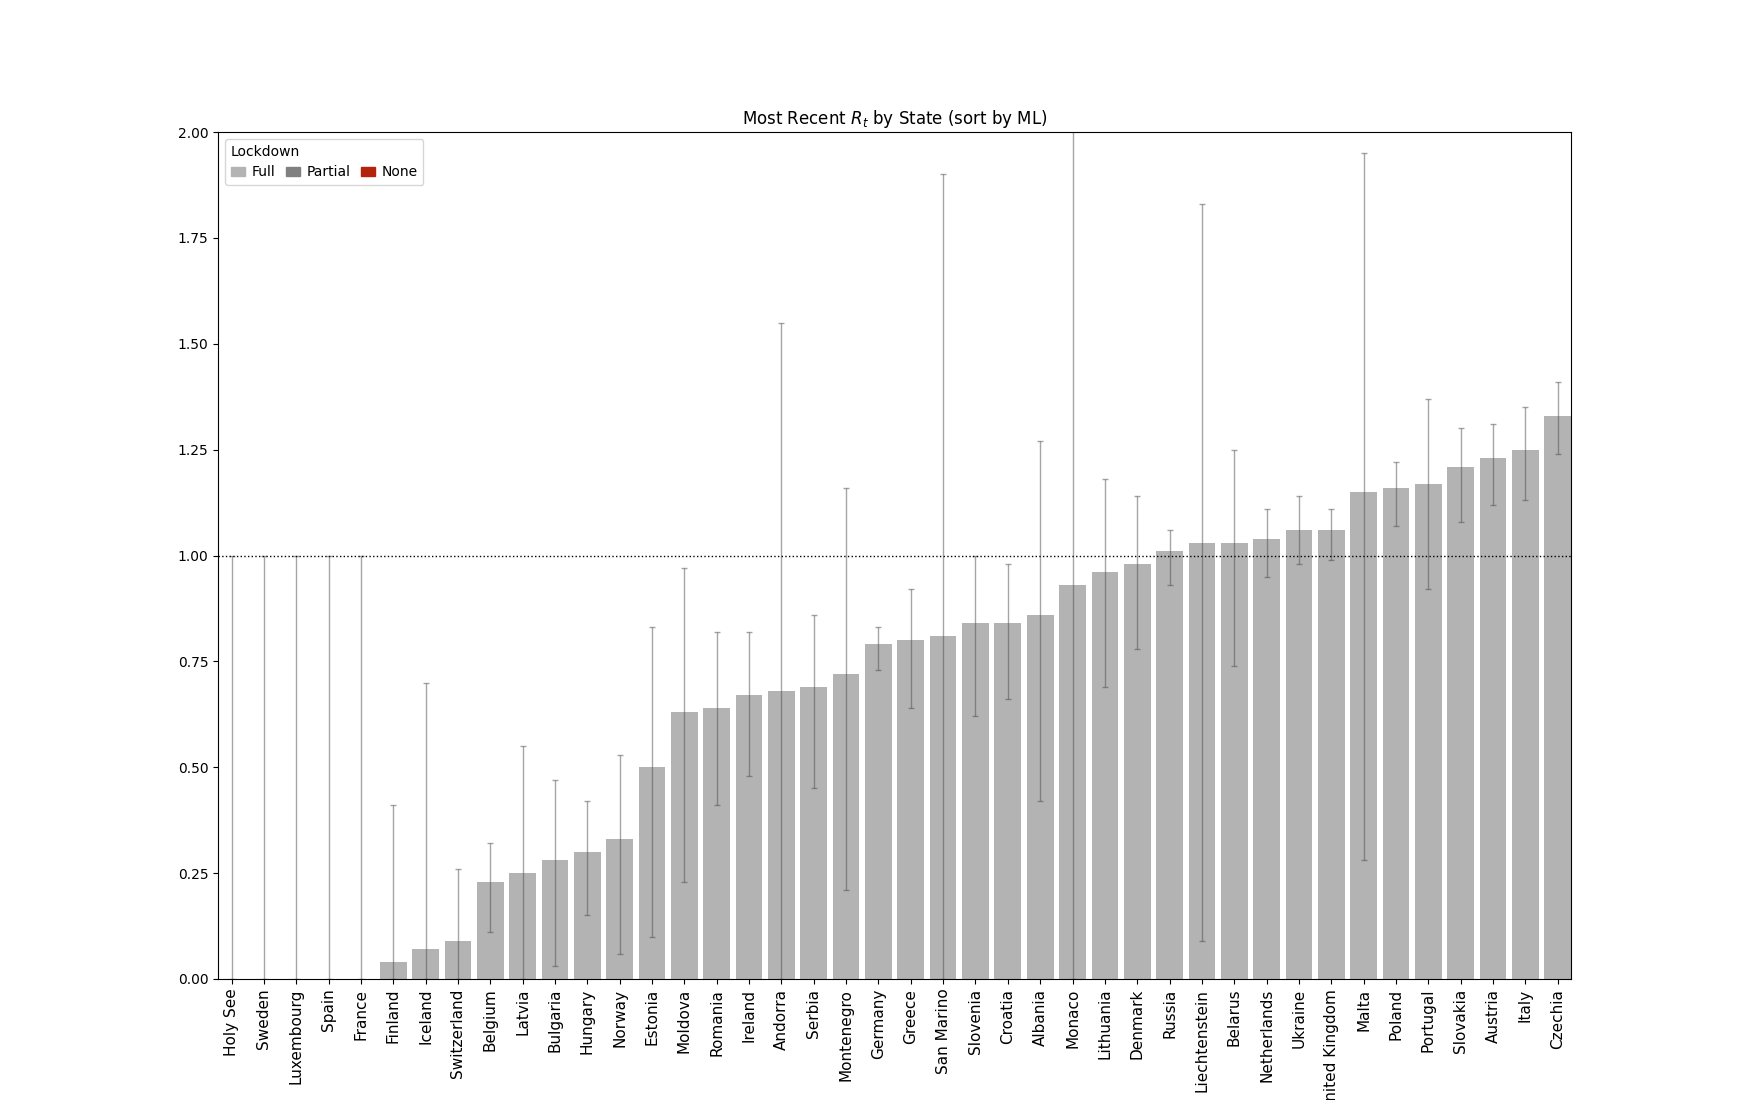 Most Recent R_t by State (sort by ML)
2.00
Lockdown
Full Partial None
1.75
1.50
1.25
1.00
0.75
0.50
0.25
0.00
Holy See
Sweden
Luxembourg
Spain
France
Finland
Iceland
Switzerland
Belgium
Latvia
Bulgaria
Hungary
Norway
Estonia
Moldova
Romania
Ireland
Andorra
Serbia
Montenegro
Germany
Greece
San Marino
Slovenia
Croatia
Albania
Monaco
Lithuania
Denmark
Russia
Liechtenstein
Belarus
Netherlands
Ukraine
nited Kingdom
Malta
Poland
Portugal
Slovakia
Austria
Italy
Czechia